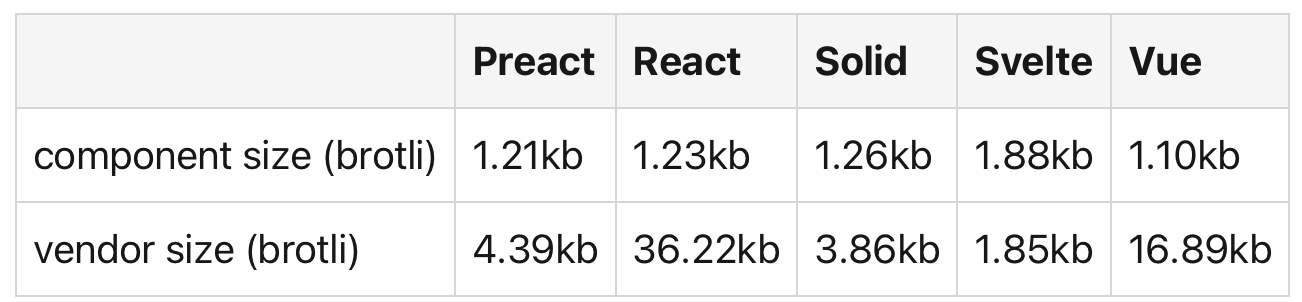 Preact React Solid Svelte Vue
component size (brotli) 1.21kb 1.23kb 1.26kb 1.88kb 1.10kb
vendor size (brotli) 4.39kb 36.22kb 3.86kb 1.85kb 16.89kb